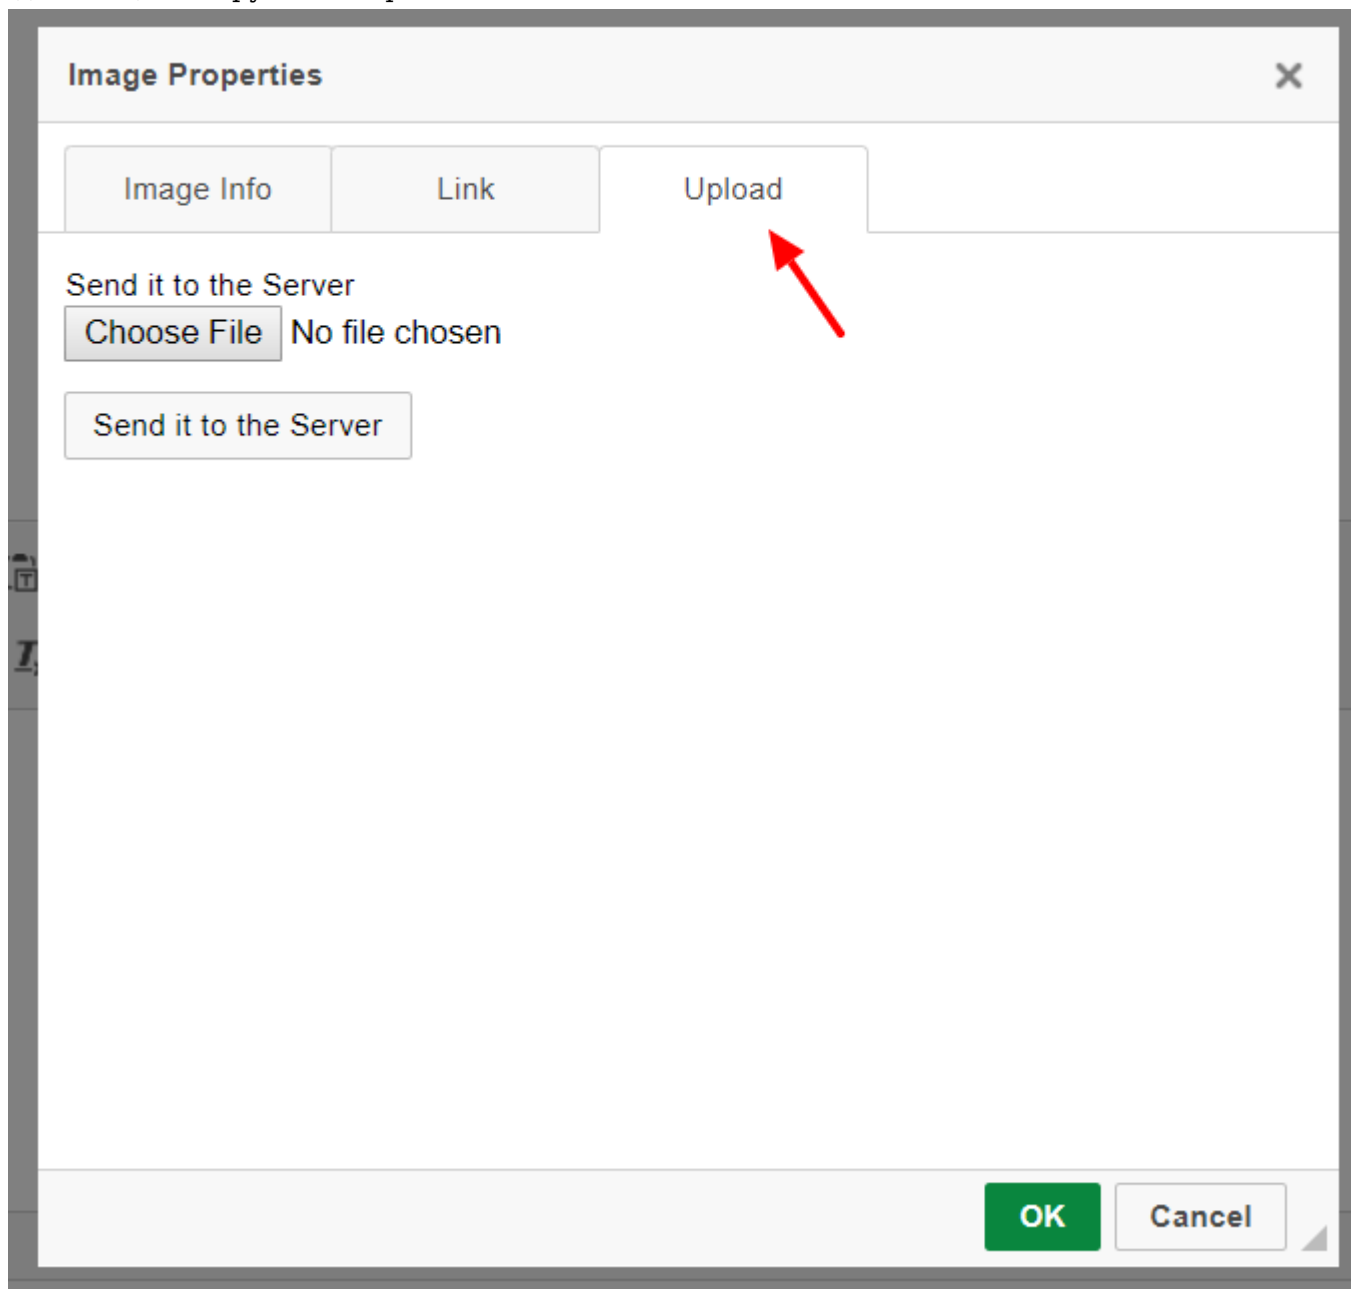 Image Properties
Image Info Link Upload
Send it to the Server
Choose File No file chosen
Send it to the Server
OK Cancel